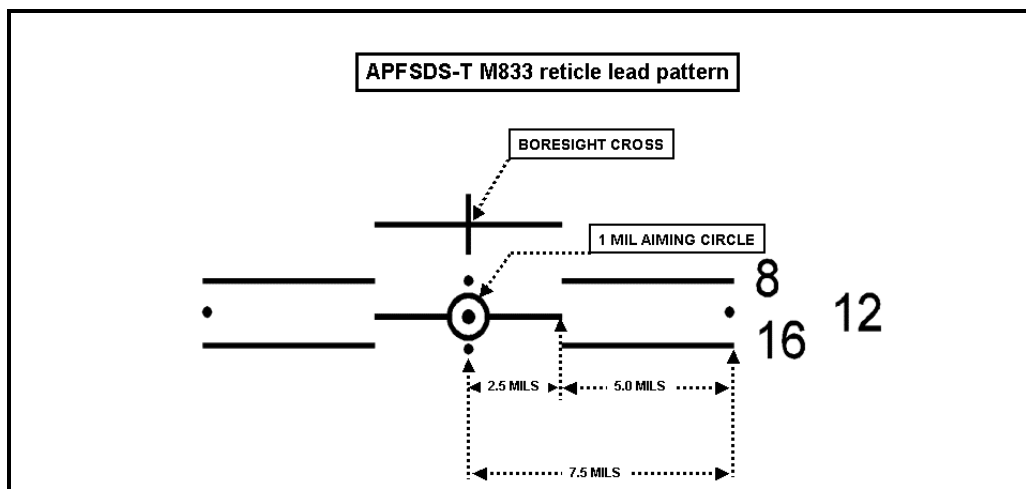 APFSDS-T M833 reticle lead pattern
BORESIGHT CROSS
1 MIL AIMING CIRCLE
8
12
16
2.5 MILS
5.0 MILS
7.5 MILS